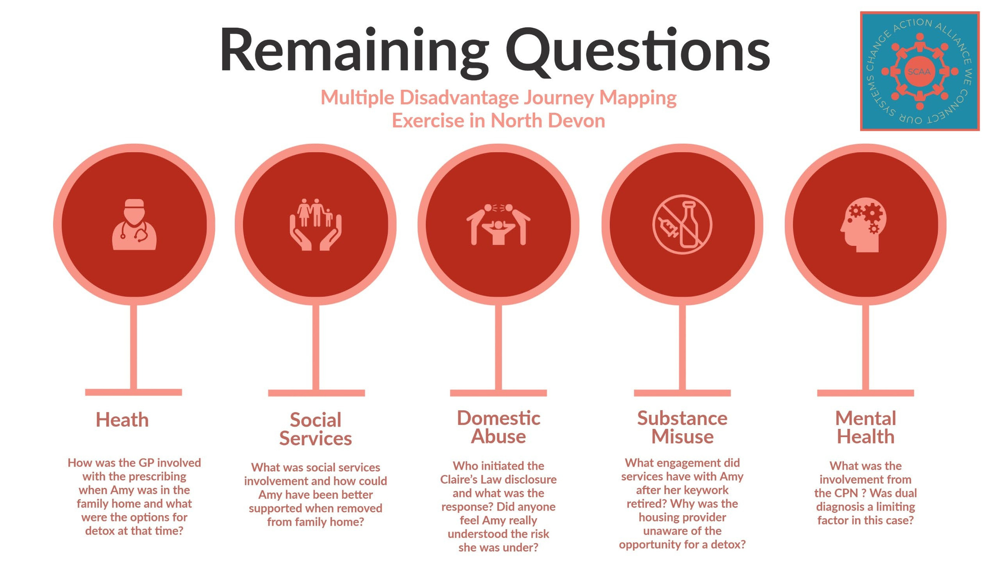 Remaining Questions
Multiple Disadvantage Journey Mapping
Exercise in North Devon
SYSTEMS CHANGE ACTION ALLIANCE WE CONNECT OUR
SCAA
Heath
How was the GP involved
with the prescribing
when Amy was in the
family home and what
were the options for
detox at that time?
Social
Services
What was social services
involvement and how could
Amy have been better
supported when removed
from family home?
Domestic
Abuse
Who initiated the
Claire's Law disclosure
and what was the
response? Did anyone
feel Amy really
understood the risk
she was under?
Substance
Misuse
What engagement did
services have with Amy
after her keywork
retired? Why was the
housing provider
unaware of the
opportunity for a detox?
Mental
Health
What was the
involvement from
the CPN ? Was dual
diagnosis a limiting
factor in this case?